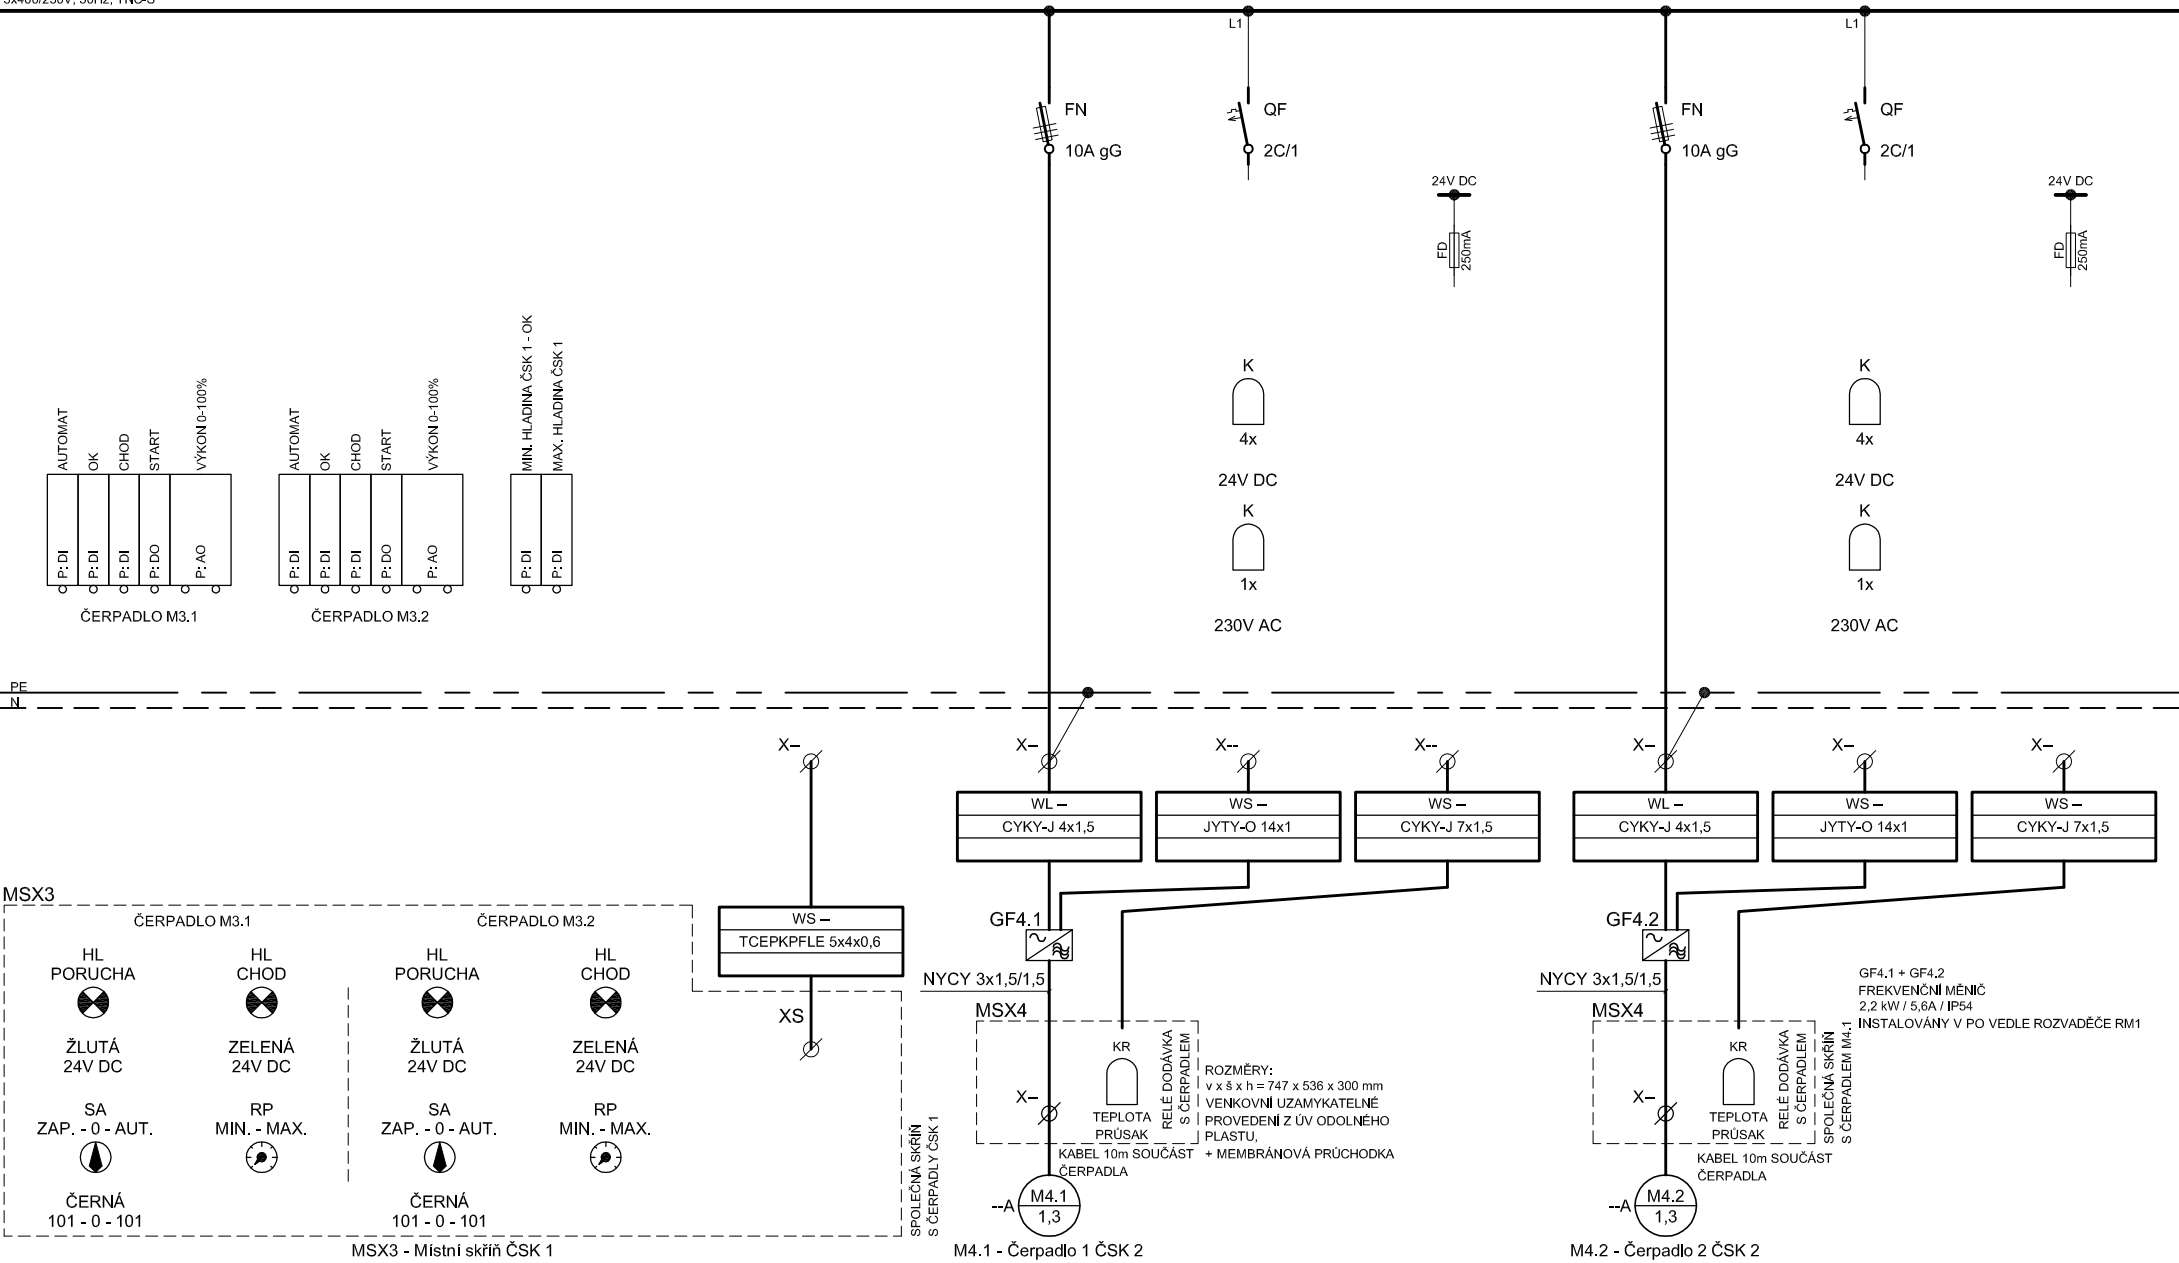 3x400/230V, 50Hz, TNC-S
L1
L1
FN
10A gG
QF
2C/1
FN
10A gG
QF
2C/1
24V DC
FD
250mA
24V DC
FD
250mA
K
4x
24V DC
K
1x
230V AC
K
4x
24V DC
K
1x
230V AC
AUTOMAT
OK
CHOD
START
VÝKON 0-100%
P: DI
P: DI
P: DI
P: DO
P: AO
ČERPADLO M3.1
AUTOMAT
OK
CHOD
START
VÝKON 0-100%
P: DI
P: DI
P: DI
P: DO
P: AO
ČERPADLO M3.2
MIN. HLADINA ČSK 1 - OK
MAX. HLADINA ČSK 1
P: DI
P: DI
PE
N
X–
X–
X--
X--
X–
X–
X–
WL –
CYKY-J 4x1,5
WS –
JYTY-O 14x1
WS –
CYKY-J 7x1,5
WL –
CYKY-J 4x1,5
WS –
JYTY-O 14x1
WS –
CYKY-J 7x1,5
MSX3
ČERPADLO M3.1
HL
PORUCHA
ŽLUTÁ
24V DC
HL
CHOD
ZELENÁ
24V DC
SA
ZAP. - 0 - AUT.
ČERNÁ
101 - 0 - 101
RP
MIN. - MAX.
ČERPADLO M3.2
HL
PORUCHA
ŽLUTÁ
24V DC
HL
CHOD
ZELENÁ
24V DC
SA
ZAP. - 0 - AUT.
ČERNÁ
101 - 0 - 101
RP
MIN. - MAX.
WS –
TCEPKPFLE 5x4x0,6
XS
SPOLEČNÁ SKŘÍŇ
S ČERPADLY ČSK 1
MSX3 - Místní skříň ČSK 1
GF4.1
NYCY 3x1,5/1,5
MSX4
KR
TEPLOTA
PRŮSAK
RELÉ DODÁVKA
S ČERPADLEM
X–
ROZMĚRY:
v x š x h = 747 x 536 x 300 mm
VENKOVNÍ UZAMYKATELNÉ
PROVEDENÍ Z ÚV ODOLNÉHO
PLASTU,
+ MEMBRÁNOVÁ PRŮCHODKA
KABEL 10m SOUČÁST
ČERPADLA
--A
M4.1
1,3
M4.1 - Čerpadlo 1 ČSK 2
GF4.2
NYCY 3x1,5/1,5
MSX4
KR
TEPLOTA
PRŮSAK
RELÉ DODÁVKA
S ČERPADLEM
SPOLEČNÁ SKŘÍŇ
S ČERPADLEM M4.1
X–
GF4.1 + GF4.2
FREKVENČNÍ MĚNIČ
2,2 kW / 5,6A / IP54
INSTALOVÁNY V PO VEDLE ROZVADĚČE RM1
KABEL 10m SOUČÁST
ČERPADLA
--A
M4.2
1,3
M4.2 - Čerpadlo 2 ČSK 2